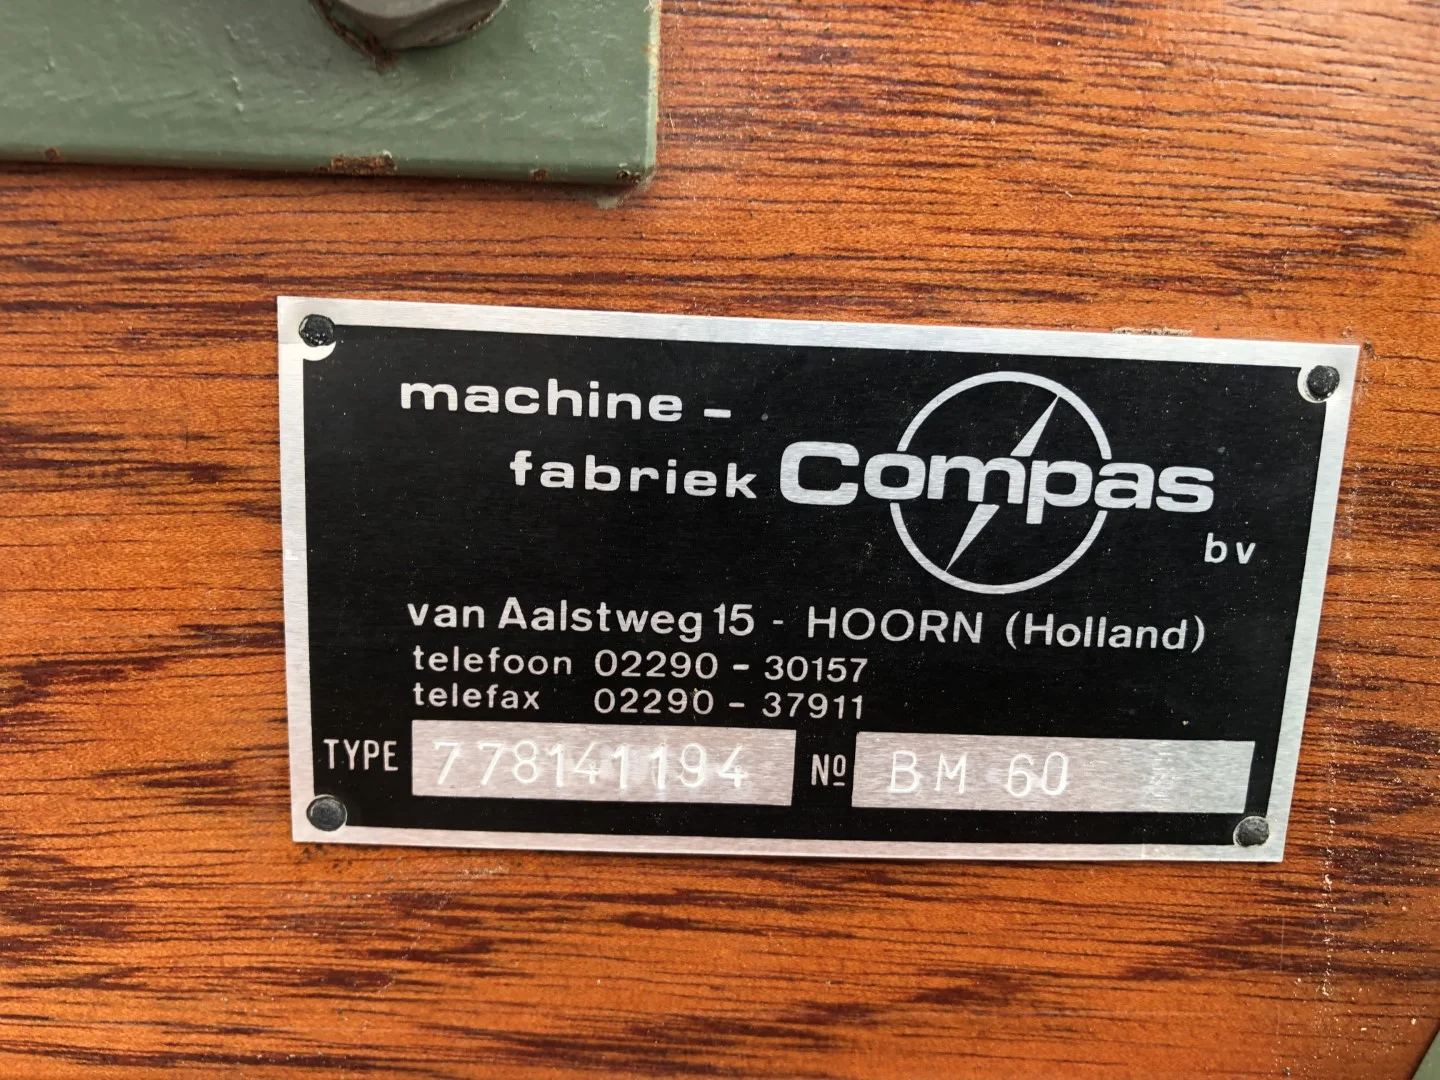 machine -
fabriek Compas
bv
van Aalstweg 15 - HOORN (Holland)
telefoon 02290 - 30157
telefax 02290 - 37911
TYPE 778141194 Nº BM 60